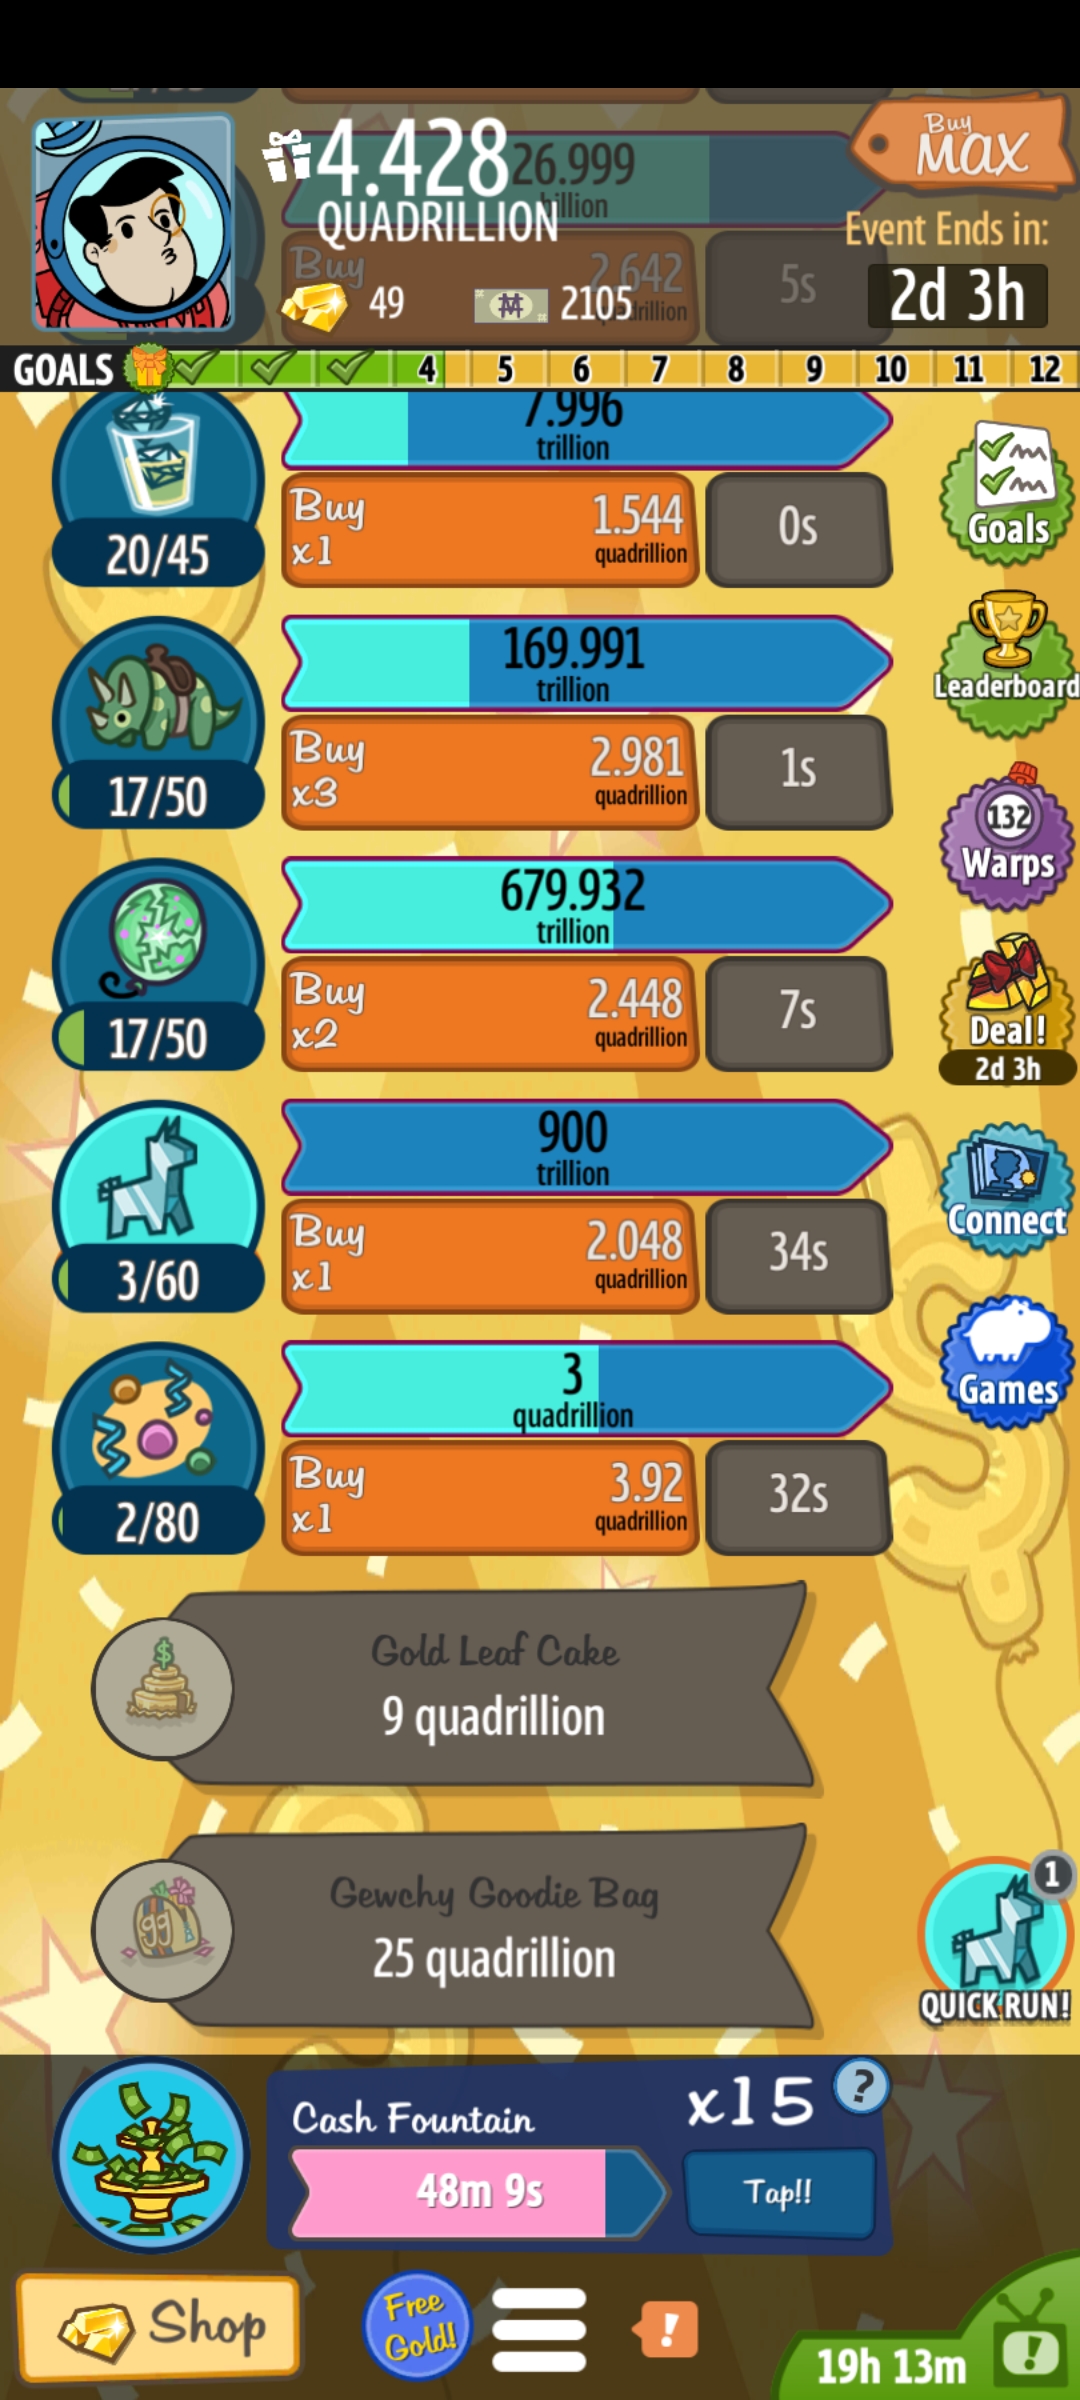 4.428
QUADRILLION
26.999
billion
Buy
MAX
Event Ends in:
2d 3h
Buy
2.642
5s
49
2105
GOALS 4 5 6 7 8 9 10 11 12
7.996
trillion
20/45
Buy
x1
1.544
quadrillion
0s
Goals
169.991
trillion
17/50
Buy
x3
2.981
quadrillion
1s
Leaderboard
679.932
trillion
17/50
Buy
x2
2.448
quadrillion
7s
132
Warps
Deal!
2d 3h
900
trillion
3/60
Buy
x1
2.048
quadrillion
34s
Connect
3
quadrillion
2/80
Buy
x1
3.92
quadrillion
32s
Games
Gold Leaf Cake
9 quadrillion
Gewchy Goodie Bag
25 quadrillion
1
QUICK RUN!
Cash Fountain
x15
?
48m 9s
Tap!!
Shop
Free
Gold!
!
19h 13m
!